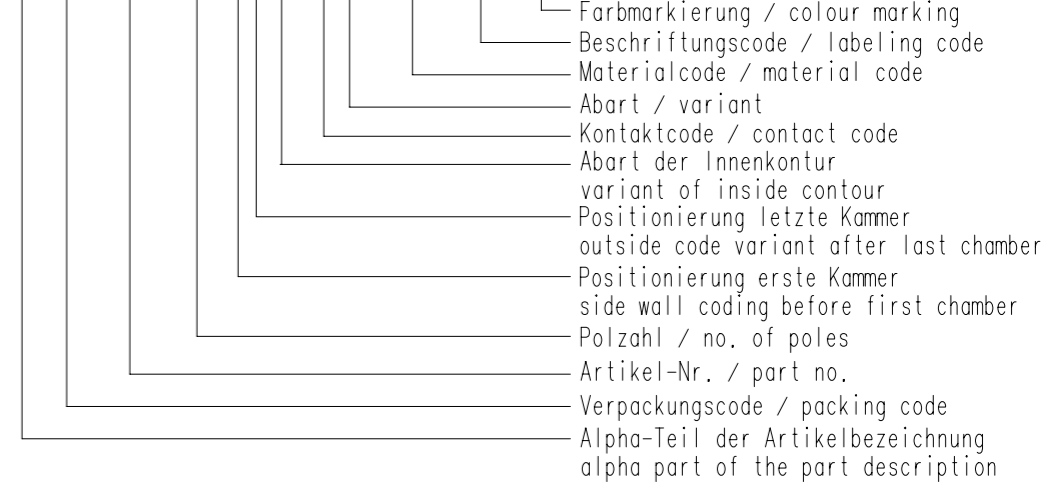 Farbmarkierung / colour marking
Beschriftungscode / labeling code
Materialcode / material code
Abart / variant
Kontaktcode / contact code
Abart der Innenkontur
variant of inside contour
Positionierung letzte Kammer
outside code variant after last chamber
Positionierung erste Kammer
side wall coding before first chamber
Polzahl / no. of poles
Artikel-Nr. / part no.
Verpackungscode / packing code
Alpha-Teil der Artikelbezeichnung
alpha part of the part description